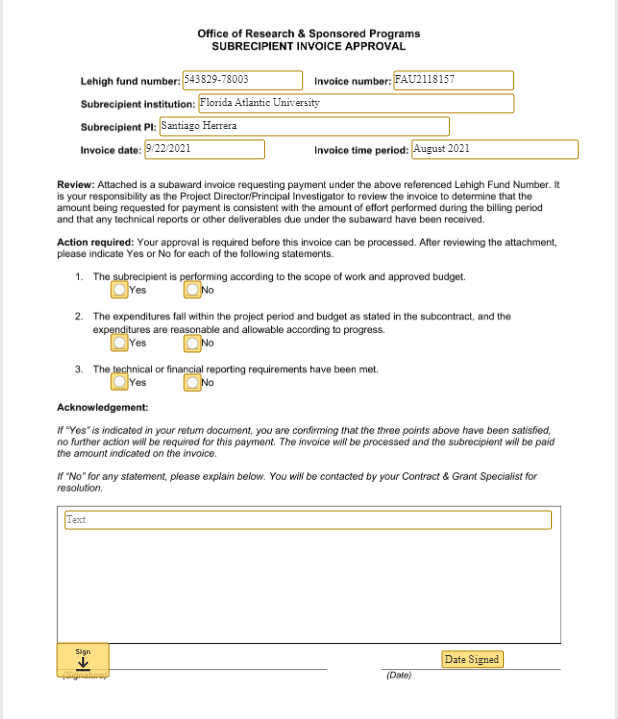 Office of Research & Sponsored Programs
SUBRECIPIENT INVOICE APPROVAL
Lehigh fund number: 543829-78003 Invoice number: FAU2118157
Subrecipient institution: Florida Atlantic University
Subrecipient PI: Santiago Herrera
Invoice date: 9/22/2021 Invoice time period: August 2021
Review: Attached is a subaward invoice requesting payment under the above referenced Lehigh Fund Number. It
is your responsibility as the Project Director/Principal Investigator to review the invoice to determine that the
amount being requested for payment is consistent with the amount of effort performed during the billing period
and that any technical reports or other deliverables due under the subaward have been received.
Action required: Your approval is required before this invoice can be processed. After reviewing the attachment,
please indicate Yes or No for each of the following statements.
1. The subrecipient is performing according to the scope of work and approved budget.
Yes No
2. The expenditures fall within the project period and budget as stated in the subcontract, and the
expenditures are reasonable and allowable according to progress.
Yes No
3. The technical or financial reporting requirements have been met.
Yes No
Acknowledgement:
If "Yes" is indicated in your return document, you are confirming that the three points above have been satisfied,
no further action will be required for this payment. The invoice will be processed and the subrecipient will be paid
the amount indicated on the invoice.
If "No" for any statement, please explain below. You will be contacted by your Contract & Grant Specialist for
resolution.
Text
Sign
Date Signed
(Signature) (Date)